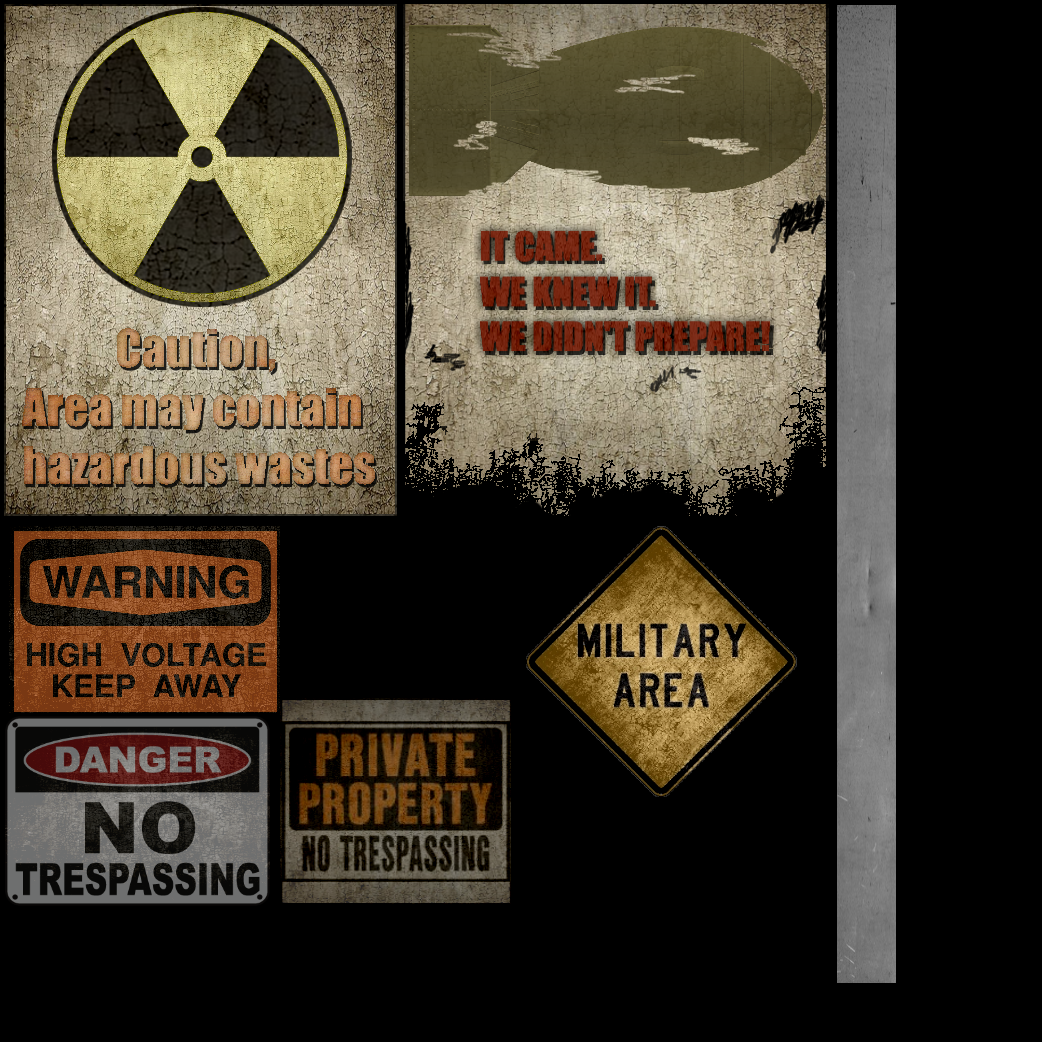 Caution,
Area may contain
hazardous wastes
IT CAME.
WE KNEW IT.
WE DIDN'T PREPARE!
WARNING
HIGH VOLTAGE
KEEP AWAY
MILITARY
AREA
DANGER
NO
TRESPASSING
PRIVATE
PROPERTY
NO TRESPASSING